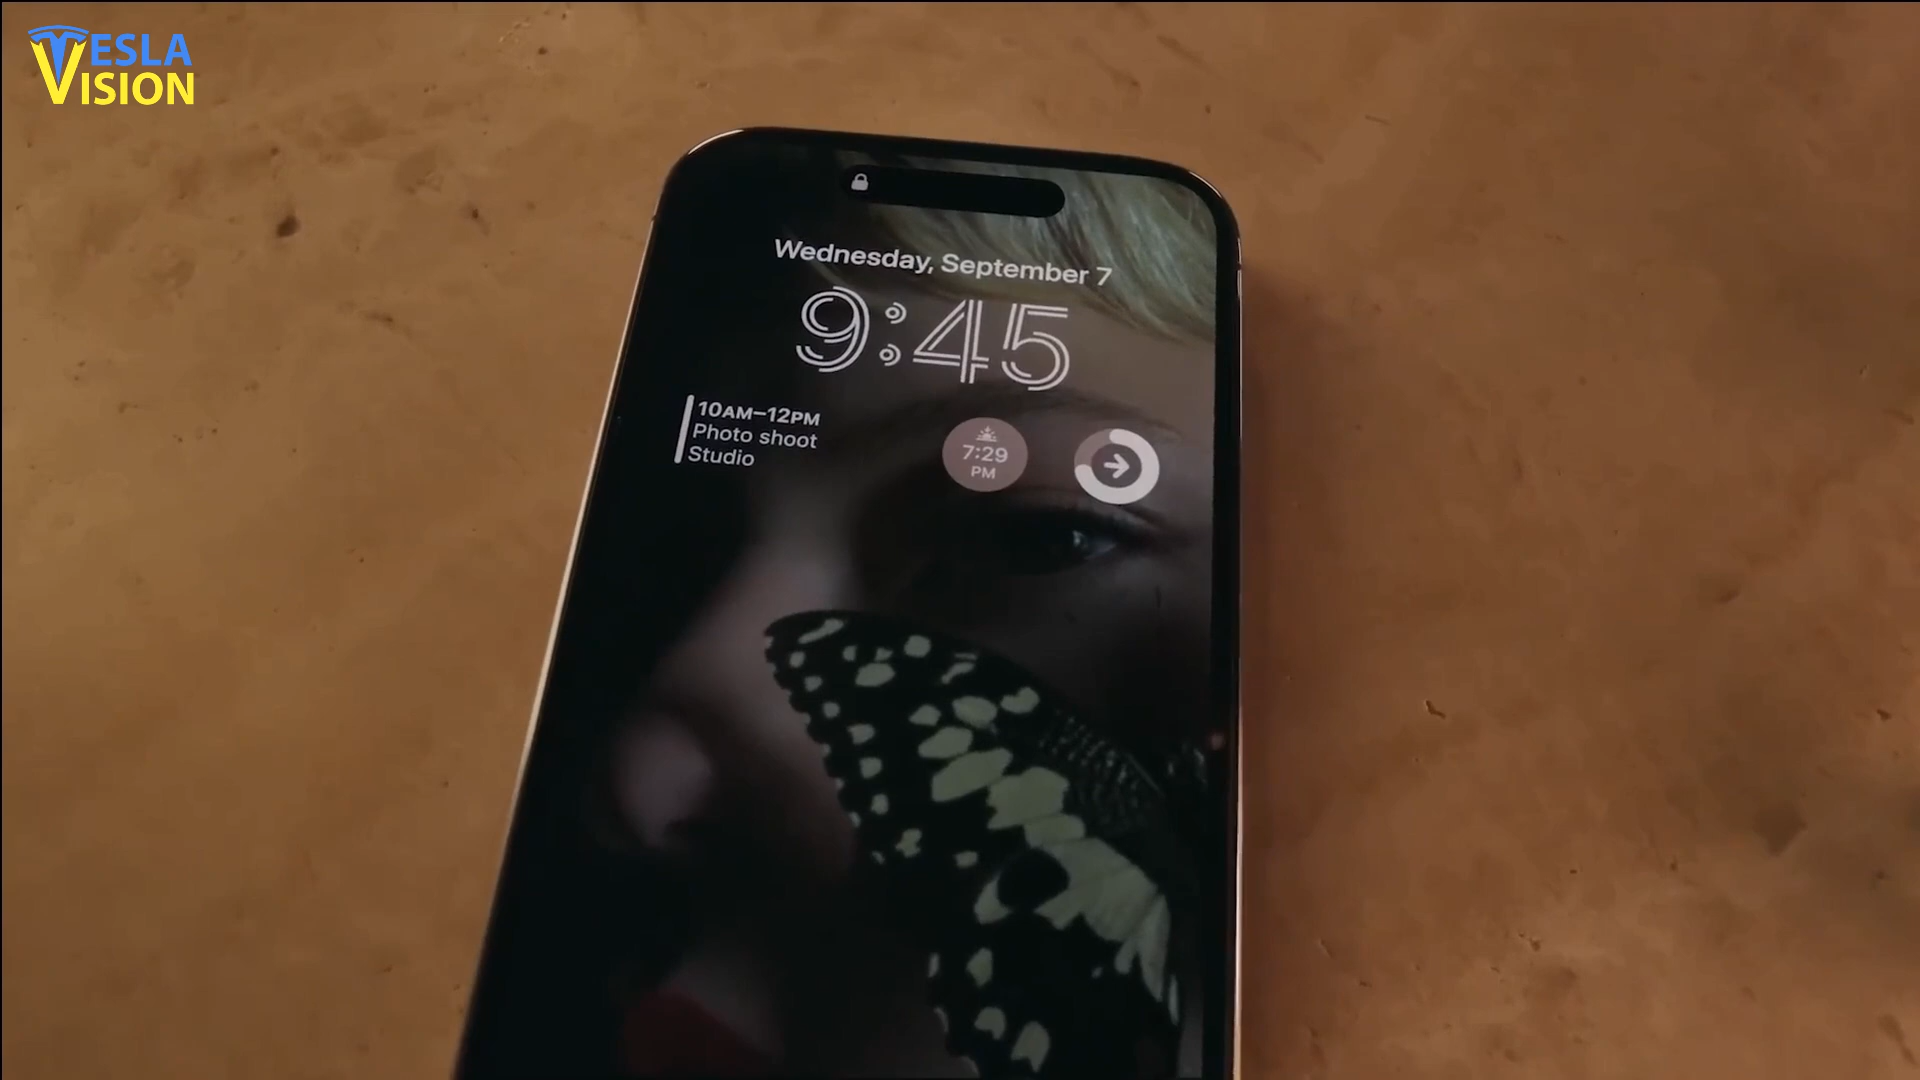 TESLA
VISION
Wednesday, September 7
9:45
10AM–12PM
Photo shoot
Studio
7:29
PM